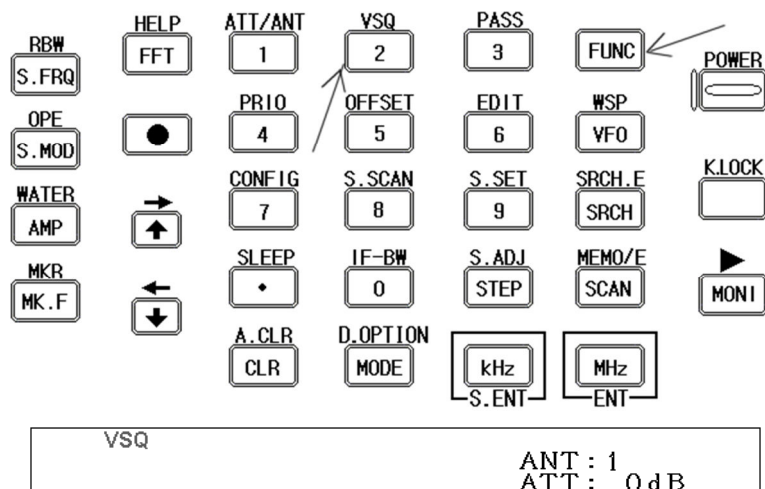 HELP ATT/ANT VSQ PASS
RBW FFT 1 2 3 FUNC POWER
S.FRQ
OPE PRIO OFFSET EDIT WSP
S.MOD ● 4 5 6 VFO
WATER CONFIG S.SCAN S.SET SRCH.E K.LOCK
AMP → ↑ 7 8 9 SRCH
MKR SLEEP IF-BW S.ADJ MEMO/E ▶
MK.F ← ↓ • 0 STEP SCAN MONI
A.CLR D.OPTION
CLR MODE kHz MHz
S.ENT ENT
VSQ
ANT:1
ATT: 0dB